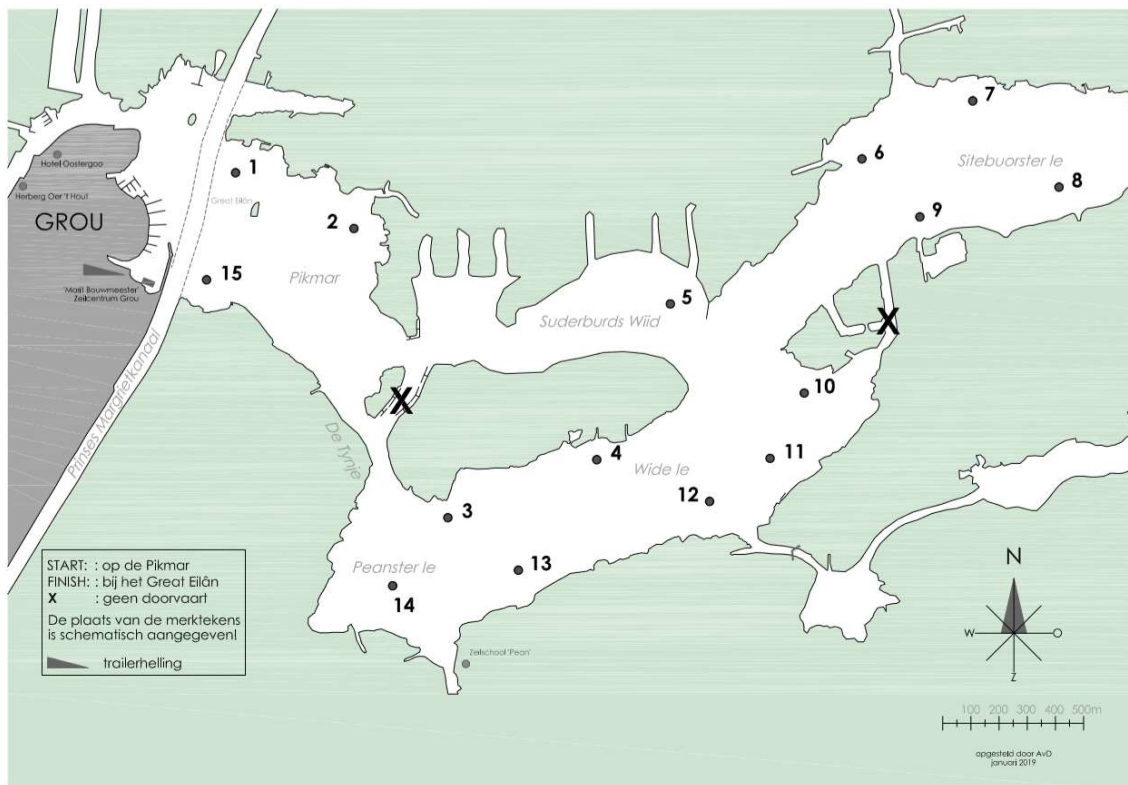 7
6
Sitebuorster Ie
8
9
Hotel Oostergoo
Herberg Oer 't Hout
GROU
1
Great Eilân
2
Pikmar
15
'Marit Bouwmeester'
Zeilcentrum Grou
Prinses Margrietkanaal
5
Suderburds Wiid
X
X
10
De Tynje
4
Wide Ie
11
12
3
13
Peanster Ie
14
Zeilschool 'Pean'
START: : op de Pikmar
FINISH: : bij het Great Eilân
X : geen doorvaart
De plaats van de merktekens
is schematisch aangegeven!
trailerhelling
N
W
O
Z
100 200 300 400 500m
opgesteld door AvD
januarij 2019